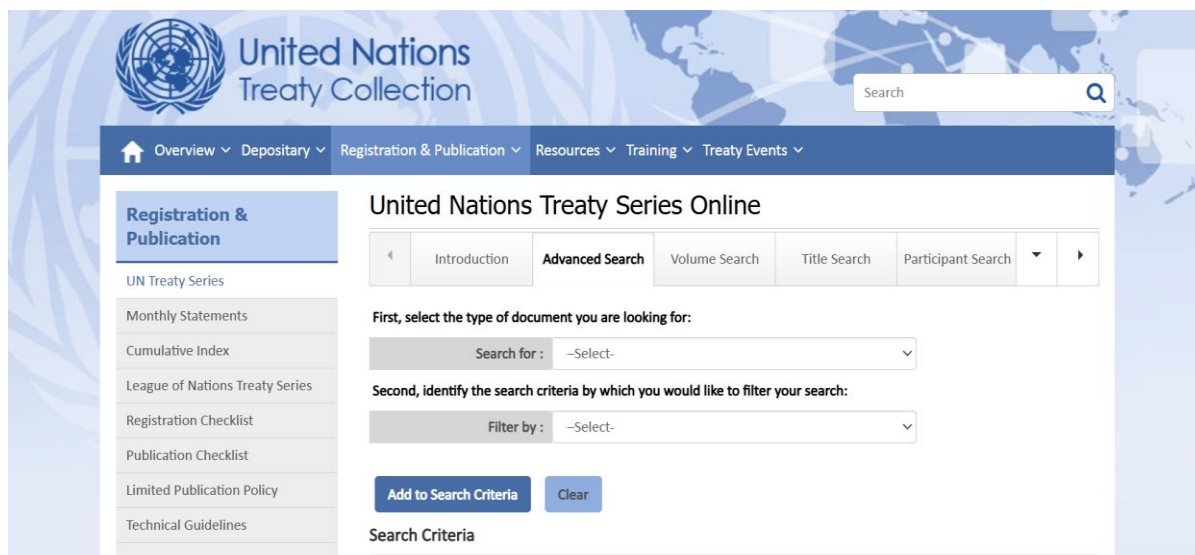 United Nations
Treaty Collection
Search
Overview Depositary Registration & Publication Resources Training Treaty Events
Registration &
Publication
UN Treaty Series
Monthly Statements
Cumulative Index
League of Nations Treaty Series
Registration Checklist
Publication Checklist
Limited Publication Policy
Technical Guidelines
United Nations Treaty Series Online
Introduction Advanced Search Volume Search Title Search Participant Search
First, select the type of document you are looking for:
Search for : --Select-
Second, identify the search criteria by which you would like to filter your search:
Filter by : --Select-
Add to Search Criteria Clear
Search Criteria